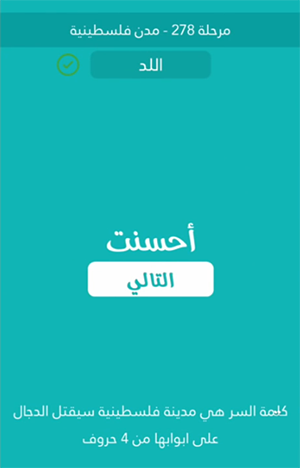 مرحلة 278 - مدن فلسطينية
اللد
أحسنت
التالي
كلمة السر هي مدينة فلسطينية سيقتل الدجال
على ابوابها من 4 حروف